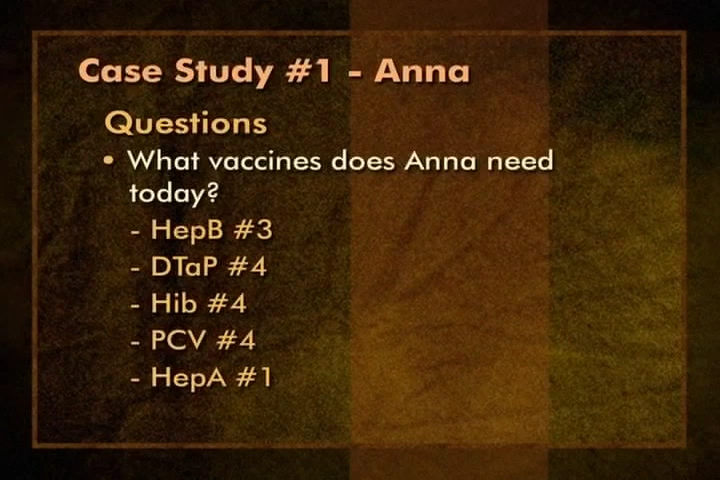 Case Study #1 - Anna
Questions
• What vaccines does Anna need
today?
- HepB #3
- DTaP #4
- Hib #4
- PCV #4
- HepA #1